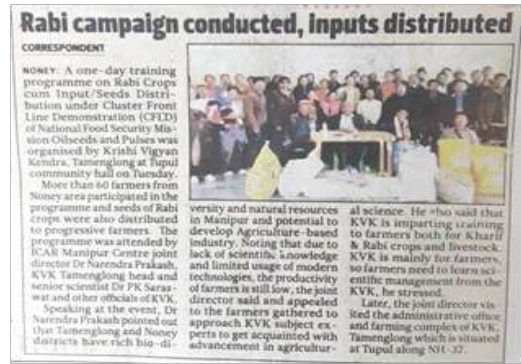 Rabi campaign conducted, inputs distributed
CORRESPONDENT
NONEY: A one-day training
programme on Rabi Crops
cum Input/Seeds Distri-
bution under Cluster Front
Line Demonstration (CFLD)
of National Food Security Mis-
sion Oilseeds and Pulses was
organised by Krishi Vigyan
Kendra, Tamenglong at Tupul
community hall on Tuesday.
More than 60 farmers from
Noney area participated in the
programme and seeds of Rabi
crops were also distributed
to progressive farmers. The
programme was attended by
ICAR Manipur Centre joint
director Dr Narendra Prakash,
KVK Tamenglong head and
senior scientist Dr PK Saras-
wat and other officials of KVK.
Speaking at the event, Dr
Narendra Prakash pointed out
that Tamenglong and Noney
districts have rich bio-di-
versity and natural resources
in Manipur and potential to
develop Agriculture-based
industry. Noting that due to
lack of scientific knowledge
and limited usage of modern
technologies, the productivity
of farmers is still low, the joint
director said and appealed
to the farmers gathered to
approach KVK subject ex-
perts to get acquainted with
advancement in agricultur-
al science. He also said that
KVK is imparting training
to farmers both for Kharif
& Rabi crops and livestock.
KVK is mainly for farmers,
so farmers need to learn sci-
entific management from the
KVK, he stressed.
Later, the joint director vis-
ited the administrative office
and farming complex of KVK,
Tamenglong which is situated
at Tupul along NH -37.